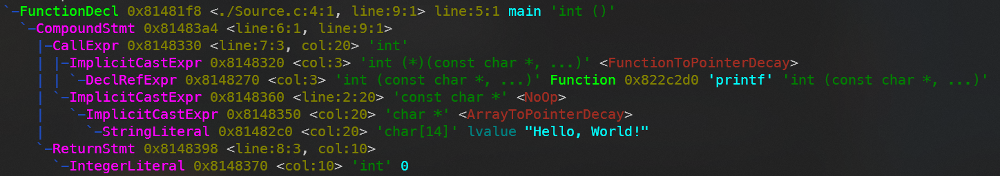 `-FunctionDecl 0x81481f8 <./Source.c:4:1, line:9:1> line:5:1 main 'int ()'
  `-CompoundStmt 0x81483a4 <line:6:1, line:9:1>
    |-CallExpr 0x8148330 <line:7:3, col:20> 'int'
    | |-ImplicitCastExpr 0x8148320 <col:3> 'int (*)(const char *, ...)' <FunctionToPointerDecay>
    | | `-DeclRefExpr 0x8148270 <col:3> 'int (const char *, ...)' Function 0x822c2d0 'printf' 'int (const char *, ...)'
    | `-ImplicitCastExpr 0x8148360 <line:2:20> 'const char *' <NoOp>
    |   `-ImplicitCastExpr 0x8148350 <col:20> 'char *' <ArrayToPointerDecay>
    |     `-StringLiteral 0x81482c0 <col:20> 'char[14]' lvalue "Hello, World!"
    `-ReturnStmt 0x8148398 <line:8:3, col:10>
      `-IntegerLiteral 0x8148370 <col:10> 'int' 0